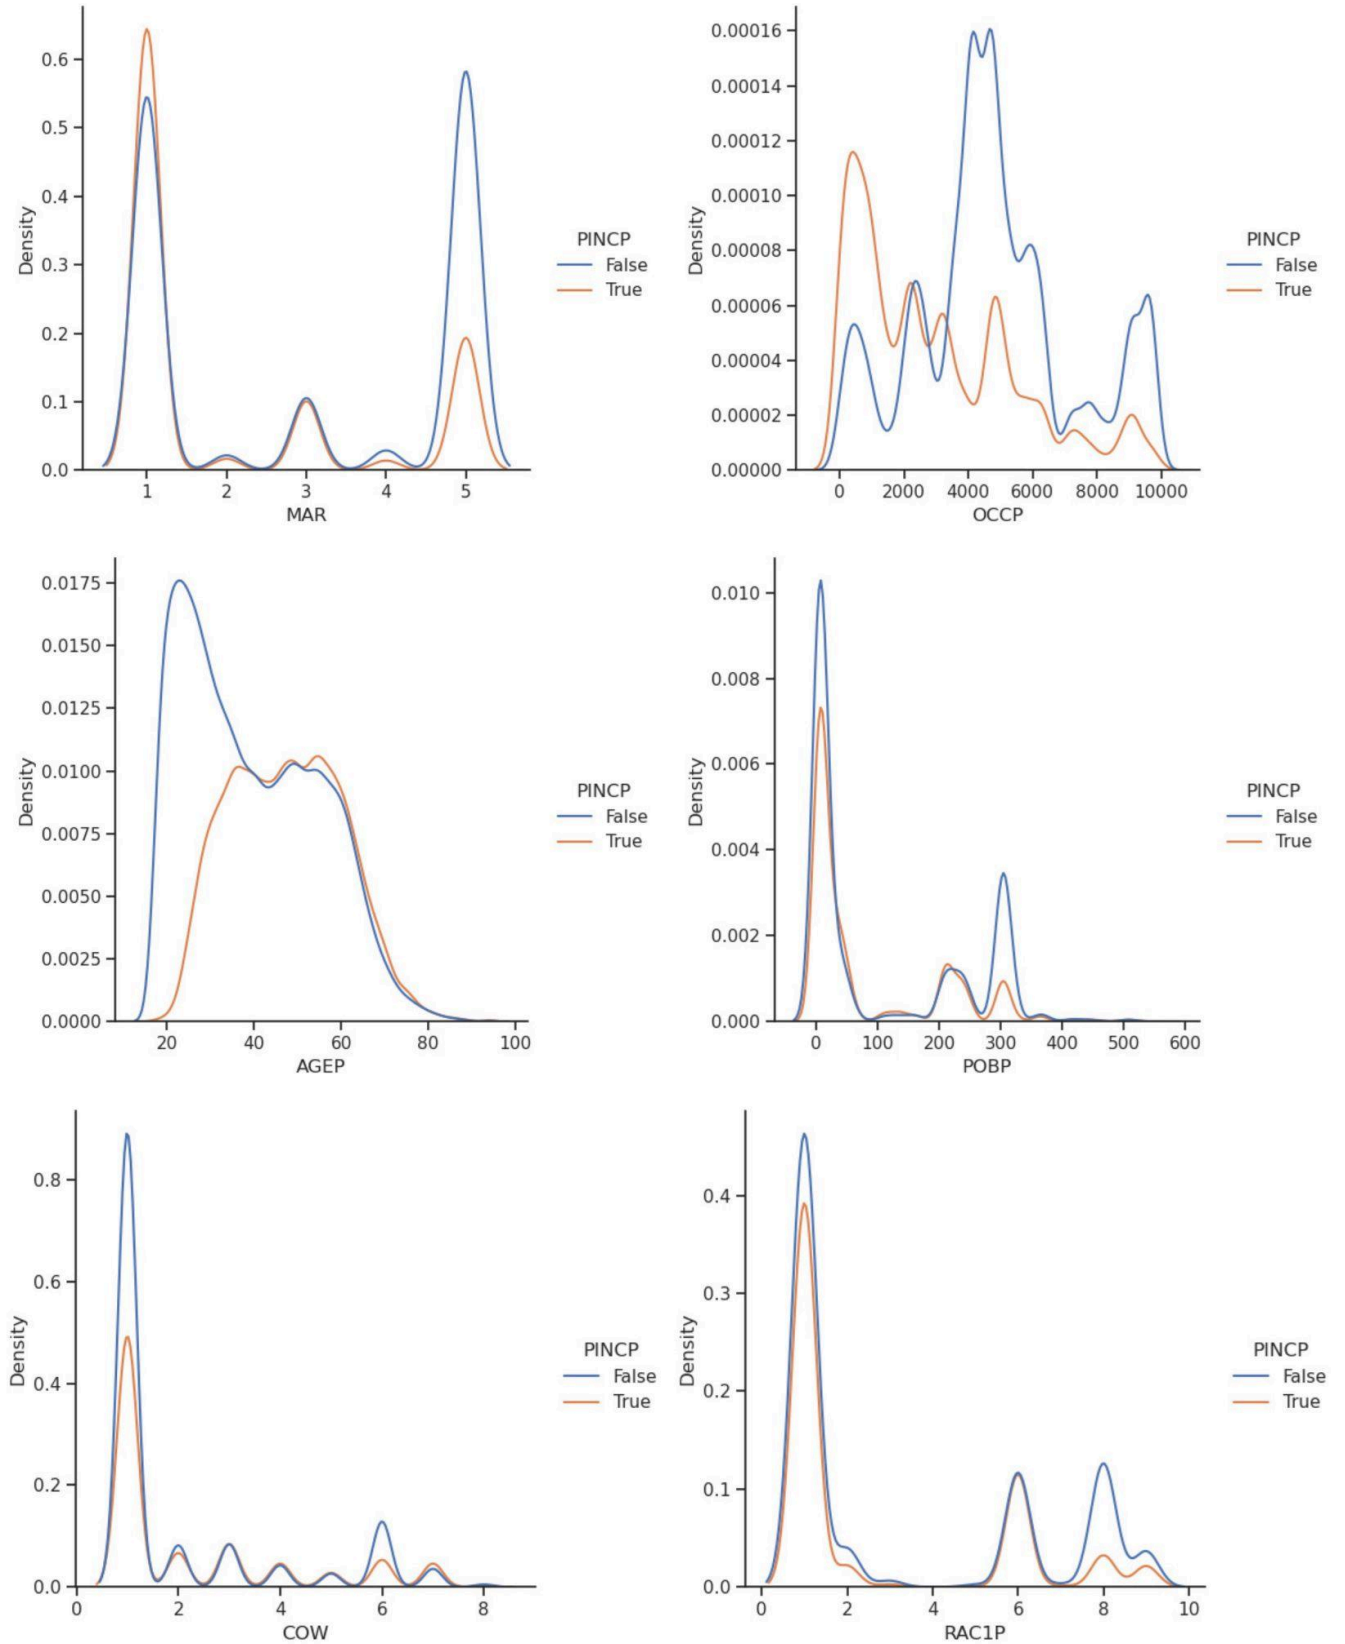 0.6
0.5
0.4
0.3
0.2
0.1
0.0
Density
1 2 3 4 5
MAR
PINCP
False
True
0.00016
0.00014
0.00012
0.00010
0.00008
0.00006
0.00004
0.00002
0.00000
Density
0 2000 4000 6000 8000 10000
OCCP
PINCP
False
True
0.0175
0.0150
0.0125
0.0100
0.0075
0.0050
0.0025
0.0000
Density
20 40 60 80 100
AGEP
PINCP
False
True
0.010
0.008
0.006
0.004
0.002
0.000
Density
0 100 200 300 400 500 600
POBP
PINCP
False
True
0.8
0.6
0.4
0.2
0.0
Density
0 2 4 6 8
COW
PINCP
False
True
0.4
0.3
0.2
0.1
0.0
Density
0 2 4 6 8 10
RAC1P
PINCP
False
True